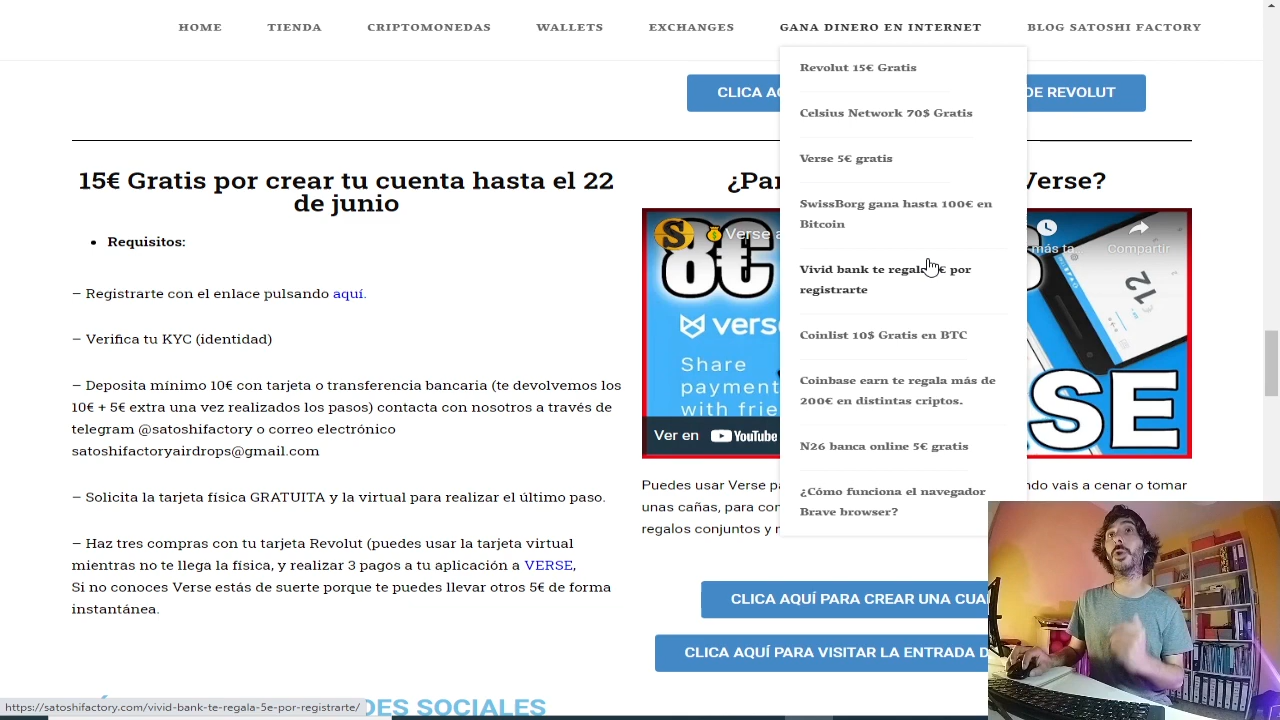 HOME
TIENDA
CRIPTOMONEDAS
WALLETS
EXCHANGES
GANA DINERO EN INTERNET
BLOG SATOSHI FACTORY
Revolut 15€ Gratis
Celsius Network 70$ Gratis
Verse 5€ gratis
SwissBorg gana hasta 100€ en
Bitcoin
Vivid bank te regala € por
registrarte
Coinlist 10$ Gratis en BTC
Coinbase earn te regala más de
200€ en distintas criptos.
N26 banca online 5€ gratis
¿Cómo funciona el navegador
Brave browser?
CLICA DE REVOLUT
15€ Gratis por crear tu cuenta hasta el 22
de junio
Requisitos:
– Registrarte con el enlace pulsando aquí.
– Verifica tu KYC (identidad)
– Deposita mínimo 10€ con tarjeta o transferencia bancaria (te devolvemos los
10€ + 5€ extra una vez realizados los pasos) contacta con nosotros a través de
telegram @satoshifactory o correo electrónico
satoshifactoryairdrops@gmail.com
– Solicita la tarjeta física GRATUITA y la virtual para realizar el último paso.
– Haz tres compras con tu tarjeta Revolut (puedes usar la tarjeta virtual
mientras no te llega la física, y realizar 3 pagos a tu aplicación a VERSE,
Si no conoces Verse estás de suerte porque te puedes llevar otros 5€ de forma
instantánea.
Verse?
S
Verse
más ta
Compartir
8€
vers
Share
payment
with frie
VERSE
Ver en YouTube
Puedes usar Verse ndo vais a cenar o tomar
unas cañas, para
regalos conjuntos y
CLICA AQUÍ PARA CREAR UNA
CLICA AQUÍ PARA VISITAR LA ENTRADA
DES SOCIALES
https://satoshifactory.com/vivid-bank-te-regala-5e-por-registrarte/